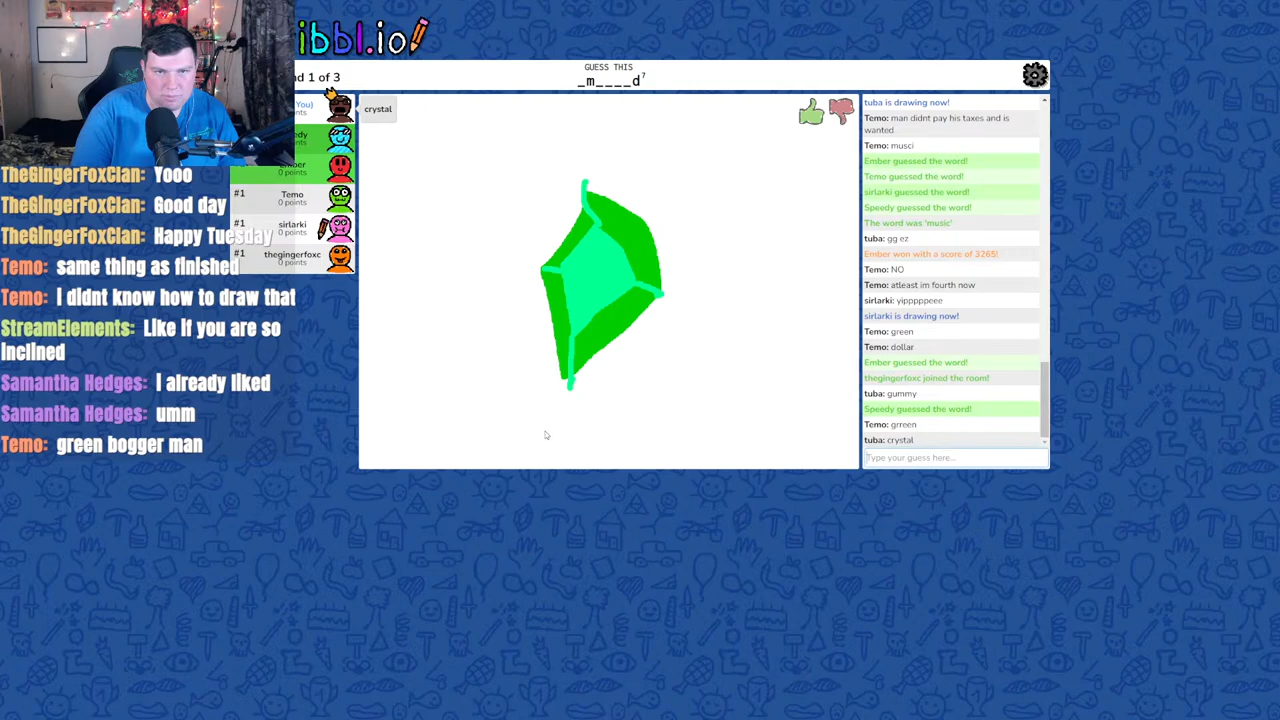 ibbl.io
GUESS THIS
_m____d7
nd 1 of 3
You)
nts
crystal
edy
0 points
#1 Temo
0 points
#1 sirlarki
0 points
#1 thegingerfoxc
0 points
TheGingerFoxClan: Yooo
TheGingerFoxClan: Good day
TheGingerFoxClan: Happy Tuesday
Temo: same thing as finished
Temo: I didnt know how to draw that
StreamElements: Like if you are so
inclined
Samantha Hedges: I already liked
Samantha Hedges: umm
Temo: green bogger man
tuba is drawing now!
Temo: man didnt pay his taxes and is
wanted
Temo: musci
Ember guessed the word!
Temo guessed the word!
sirlarki guessed the word!
Speedy guessed the word!
The word was 'music'
tuba: gg ez
Ember won with a score of 3265!
Temo: NO
Temo: atleast im fourth now
sirlarki: yipppppeee
sirlarki is drawing now!
Temo: green
Temo: dollar
Ember guessed the word!
thegingerfoxc joined the room!
tuba: gummy
Speedy guessed the word!
Temo: grreen
tuba: crystal
Type your guess here...